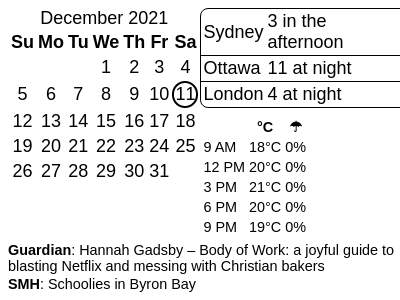 December 2021
Su Mo Tu We Th Fr Sa
1 2 3 4
5 6 7 8 9 10 11
12 13 14 15 16 17 18
19 20 21 22 23 24 25
26 27 28 29 30 31
Sydney 3 in the
afternoon
Ottawa 11 at night
London 4 at night
°C ☂
9 AM 18°C 0%
12 PM 20°C 0%
3 PM 21°C 0%
6 PM 20°C 0%
9 PM 19°C 0%
Guardian: Hannah Gadsby – Body of Work: a joyful guide to
blasting Netflix and messing with Christian bakers
SMH: Schoolies in Byron Bay